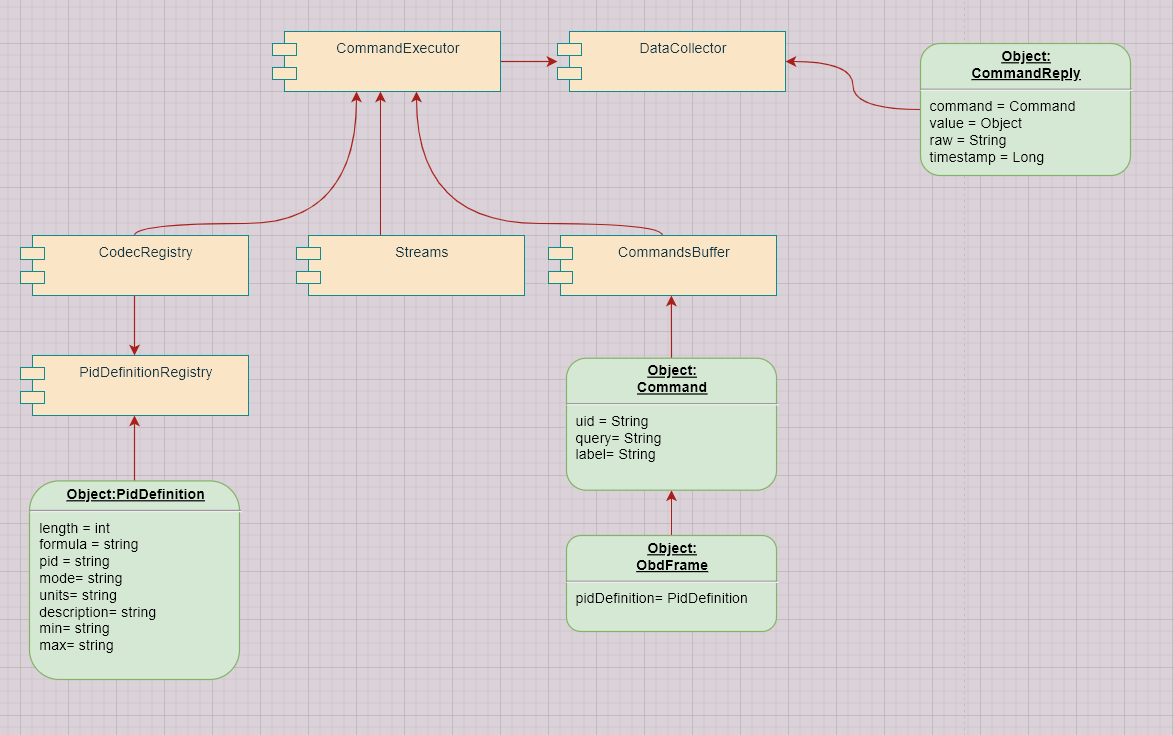 CommandExecutor
DataCollector
Object:
CommandReply
command = Command
value = Object
raw = String
timestamp = Long
CodecRegistry
Streams
CommandsBuffer
PidDefinitionRegistry
Object:
Command
uid = String
query= String
label= String
Object:PidDefinition
length = int
formula = string
pid = string
mode= string
units= string
description= string
min= string
max= string
Object:
ObdFrame
pidDefinition= PidDefinition